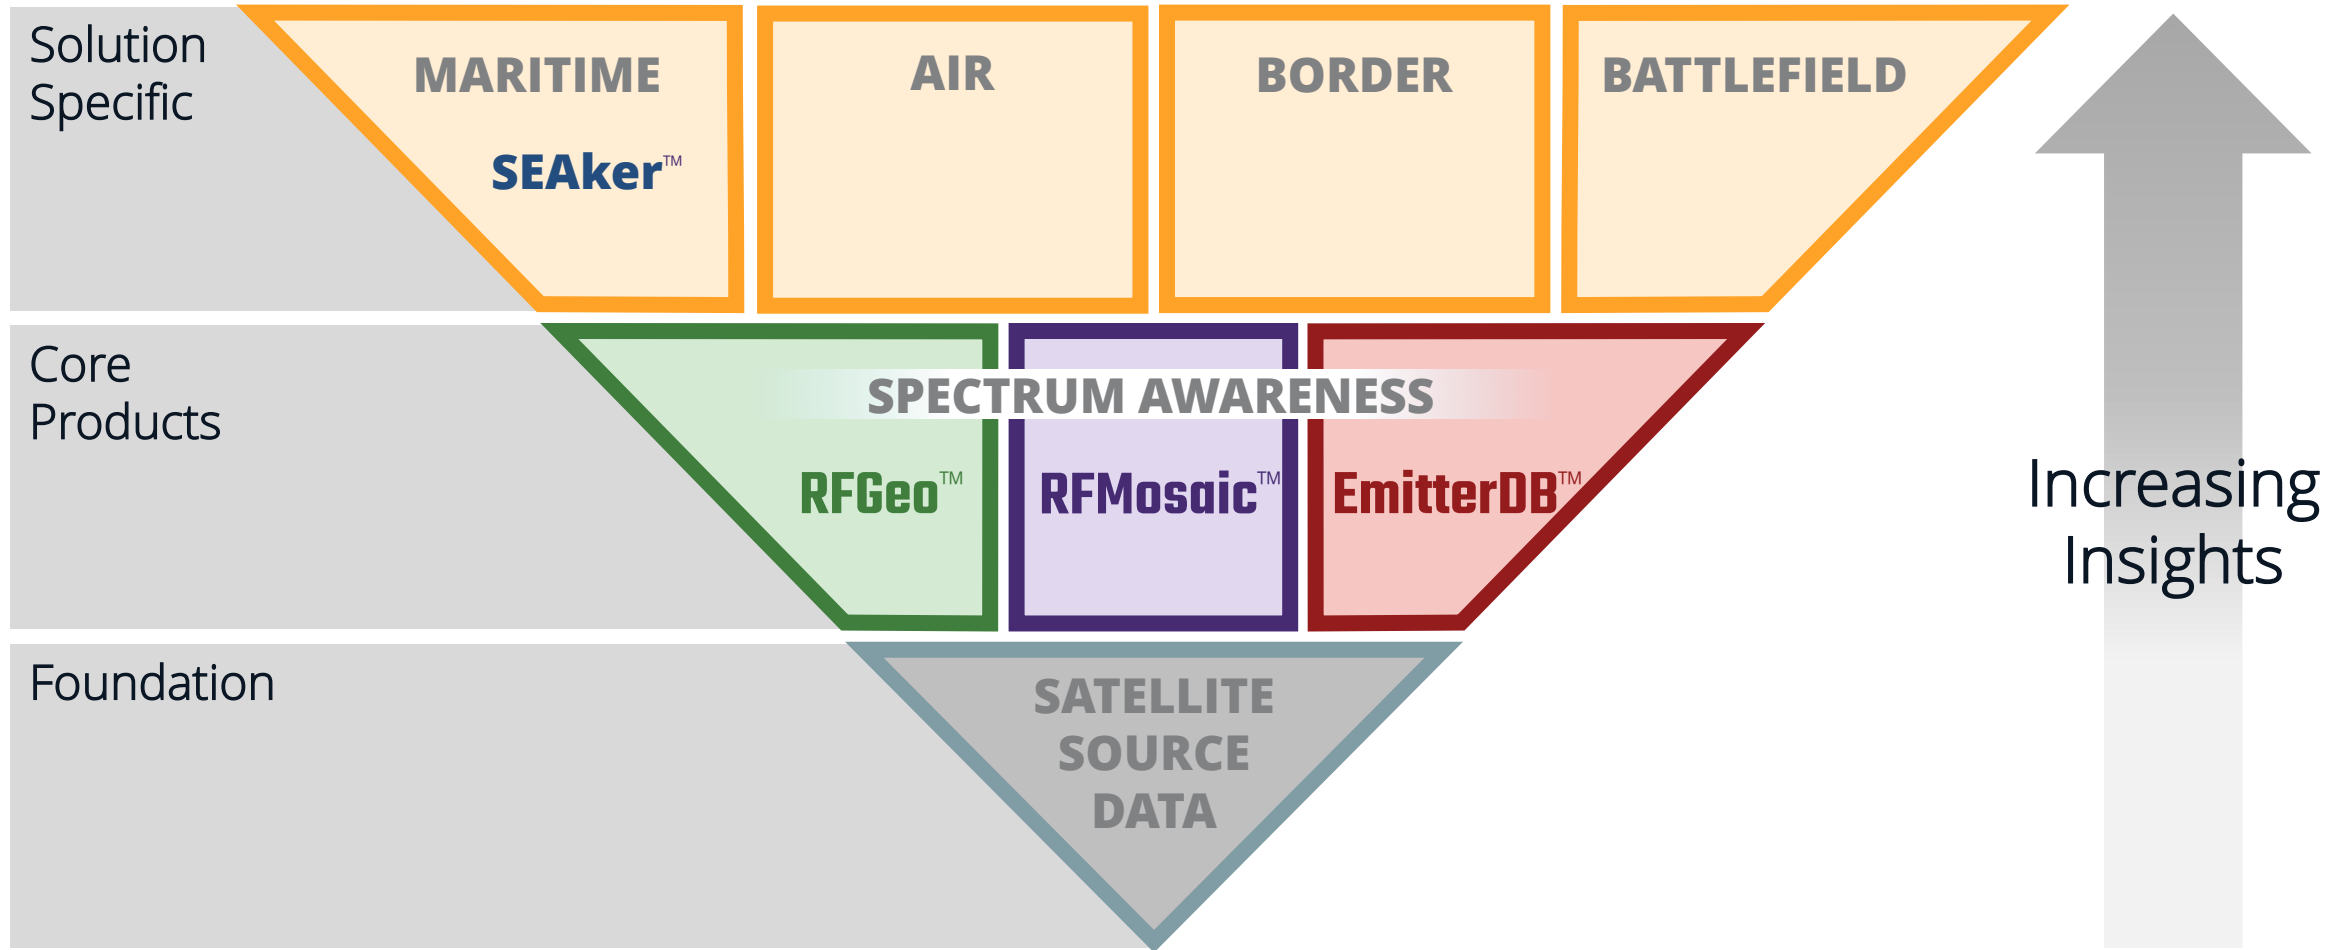 Solution
Specific
MARITIME
AIR
BORDER
BATTLEFIELD
SEAker™
Core
Products
SPECTRUM AWARENESS
RFGeo™
RFMosaic™
EmitterDB™
Increasing
Insights
Foundation
SATELLITE
SOURCE
DATA